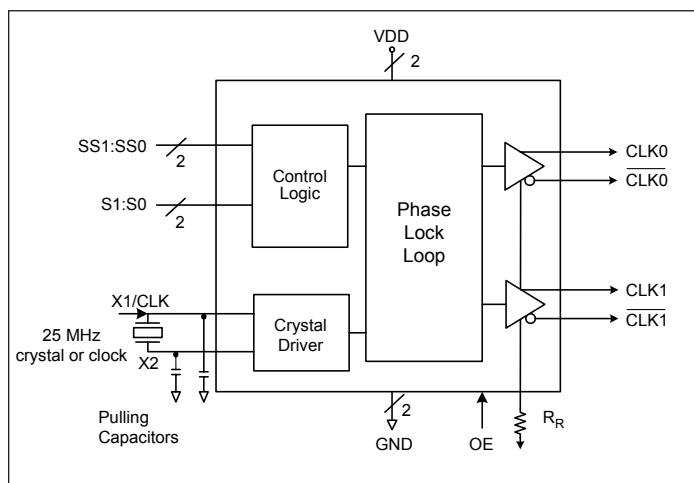 VDD
2
SS1:SS0
2
S1:S0
2
Control
Logic
Phase
Lock
Loop
CLK0
CLK0
X1/CLK
25 MHz
crystal or clock
X2
Crystal
Driver
CLK1
CLK1
Pulling
Capacitors
2
GND
OE
RR